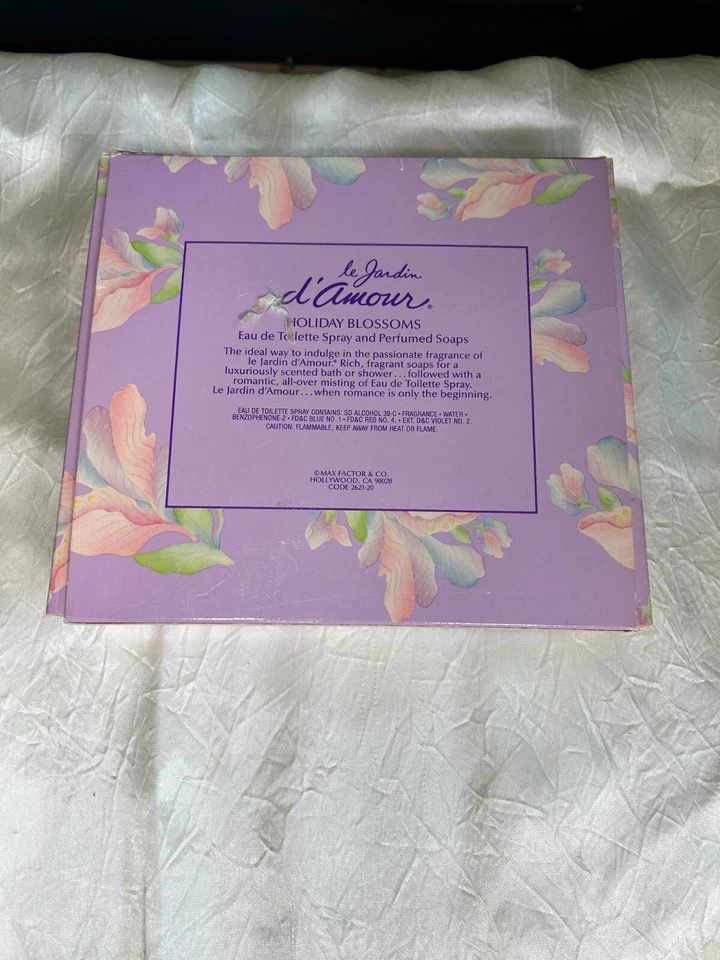 le Jardin
d'Amour®
HOLIDAY BLOSSOMS
Eau de Toilette Spray and Perfumed Soaps
The ideal way to indulge in the passionate fragrance of
le Jardin d'Amour.® Rich, fragrant soaps for a
luxuriously scented bath or shower...followed with a
romantic, all-over misting of Eau de Toilette Spray.
Le Jardin d'Amour...when romance is only the beginning.
EAU DE TOILETTE SPRAY CONTAINS: SD ALCOHOL 39-C • FRAGRANCE • WATER •
BENZOPHENONE-2 • FD&C BLUE NO. 1 • FD&C RED NO. 4, • EXT. D&C VIOLET NO. 2.
CAUTION: FLAMMABLE, KEEP AWAY FROM HEAT OR FLAME.
© MAX FACTOR & CO.
HOLLYWOOD, CA 90028
CODE 2621-20